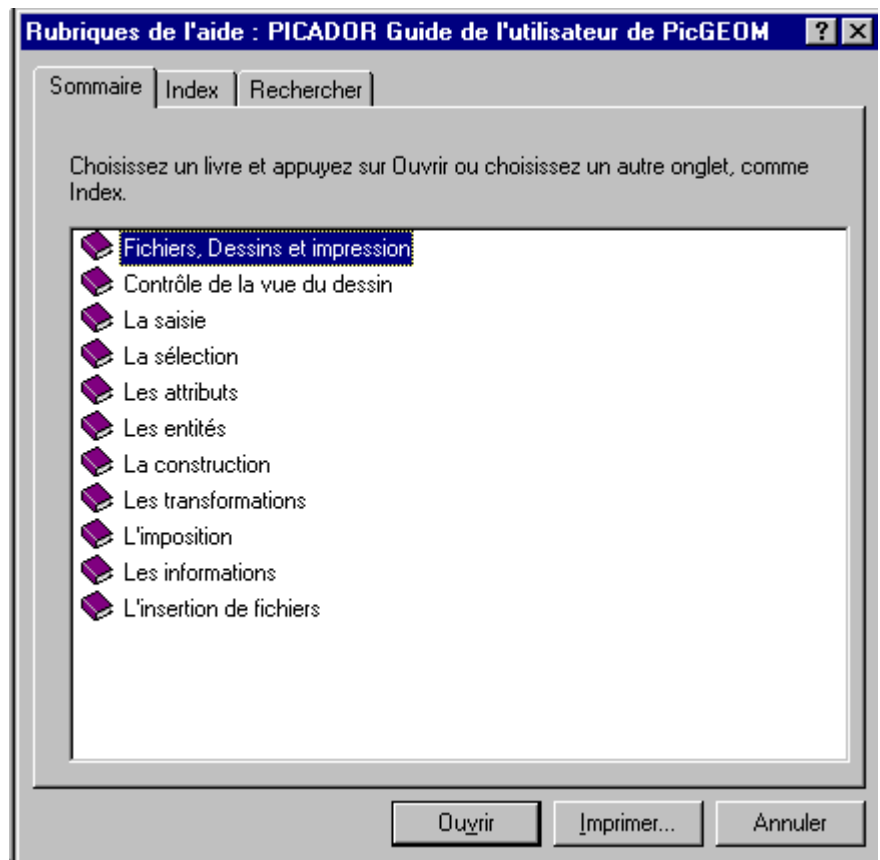 Rubriques de l'aide : PICADOR Guide de l'utilisateur de PicGEOM
Sommaire Index Rechercher
Choisissez un livre et appuyez sur Ouvrir ou choisissez un autre onglet, comme
Index.
Fichiers, Dessins et impression
Contrôle de la vue du dessin
La saisie
La sélection
Les attributs
Les entités
La construction
Les transformations
L'imposition
Les informations
L'insertion de fichiers
Ouvrir Imprimer... Annuler